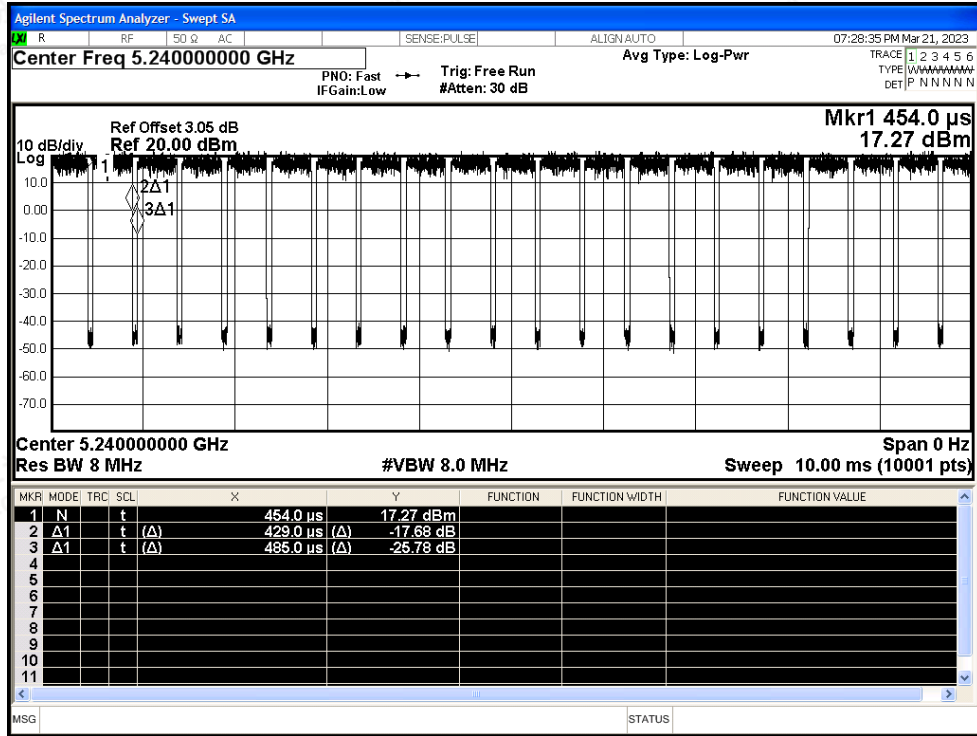 Agilent Spectrum Analyzer - Swept SA
LXI R RF 50 Ω AC SENSE:PULSE ALIGN AUTO 07:28:35 PM Mar 21, 2023
Center Freq 5.240000000 GHz
PNO: Fast
IFGain:Low
Trig: Free Run
#Atten: 30 dB
Avg Type: Log-Pwr
TRACE 1 2 3 4 5 6
TYPE W
DET P N N N N N
Mkr1 454.0 µs
17.27 dBm
Ref Offset 3.05 dB
10 dB/div Ref 20.00 dBm
Log
1
2Δ1
3Δ1
10.0
0.00
-10.0
-20.0
-30.0
-40.0
-50.0
-60.0
-70.0
Center 5.240000000 GHz Span 0 Hz
Res BW 8 MHz #VBW 8.0 MHz Sweep 10.00 ms (10001 pts)
MKR MODE TRC SCL X Y FUNCTION FUNCTION WIDTH FUNCTION VALUE
1 N t 454.0 µs 17.27 dBm
2 Δ1 t (Δ) 429.0 µs (Δ) -17.68 dB
3 Δ1 t (Δ) 485.0 µs (Δ) -25.78 dB
4
5
6
7
8
9
10
11
MSG STATUS